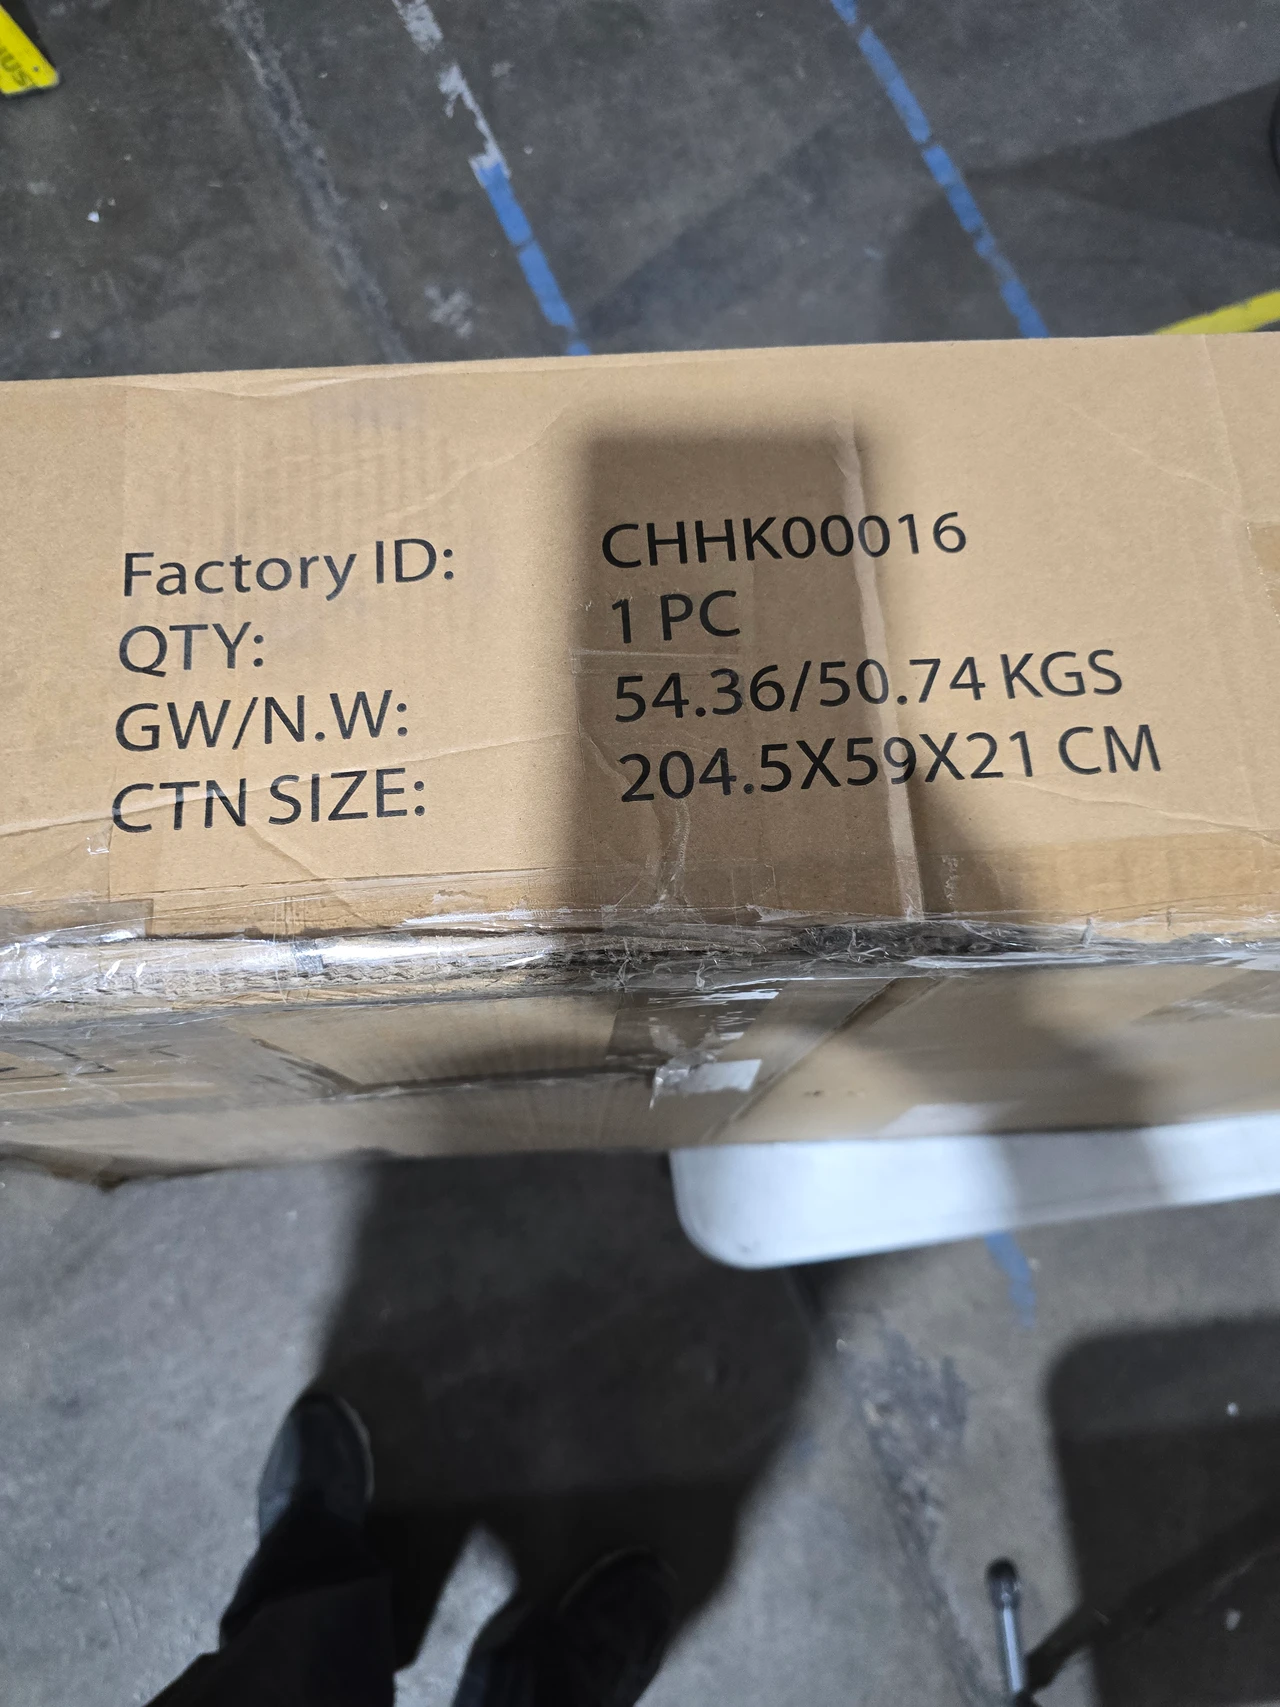 Factory ID: CHHK00016
QTY: 1 PC
GW/N.W: 54.36/50.74 KGS
CTN SIZE: 204.5X59X21 CM